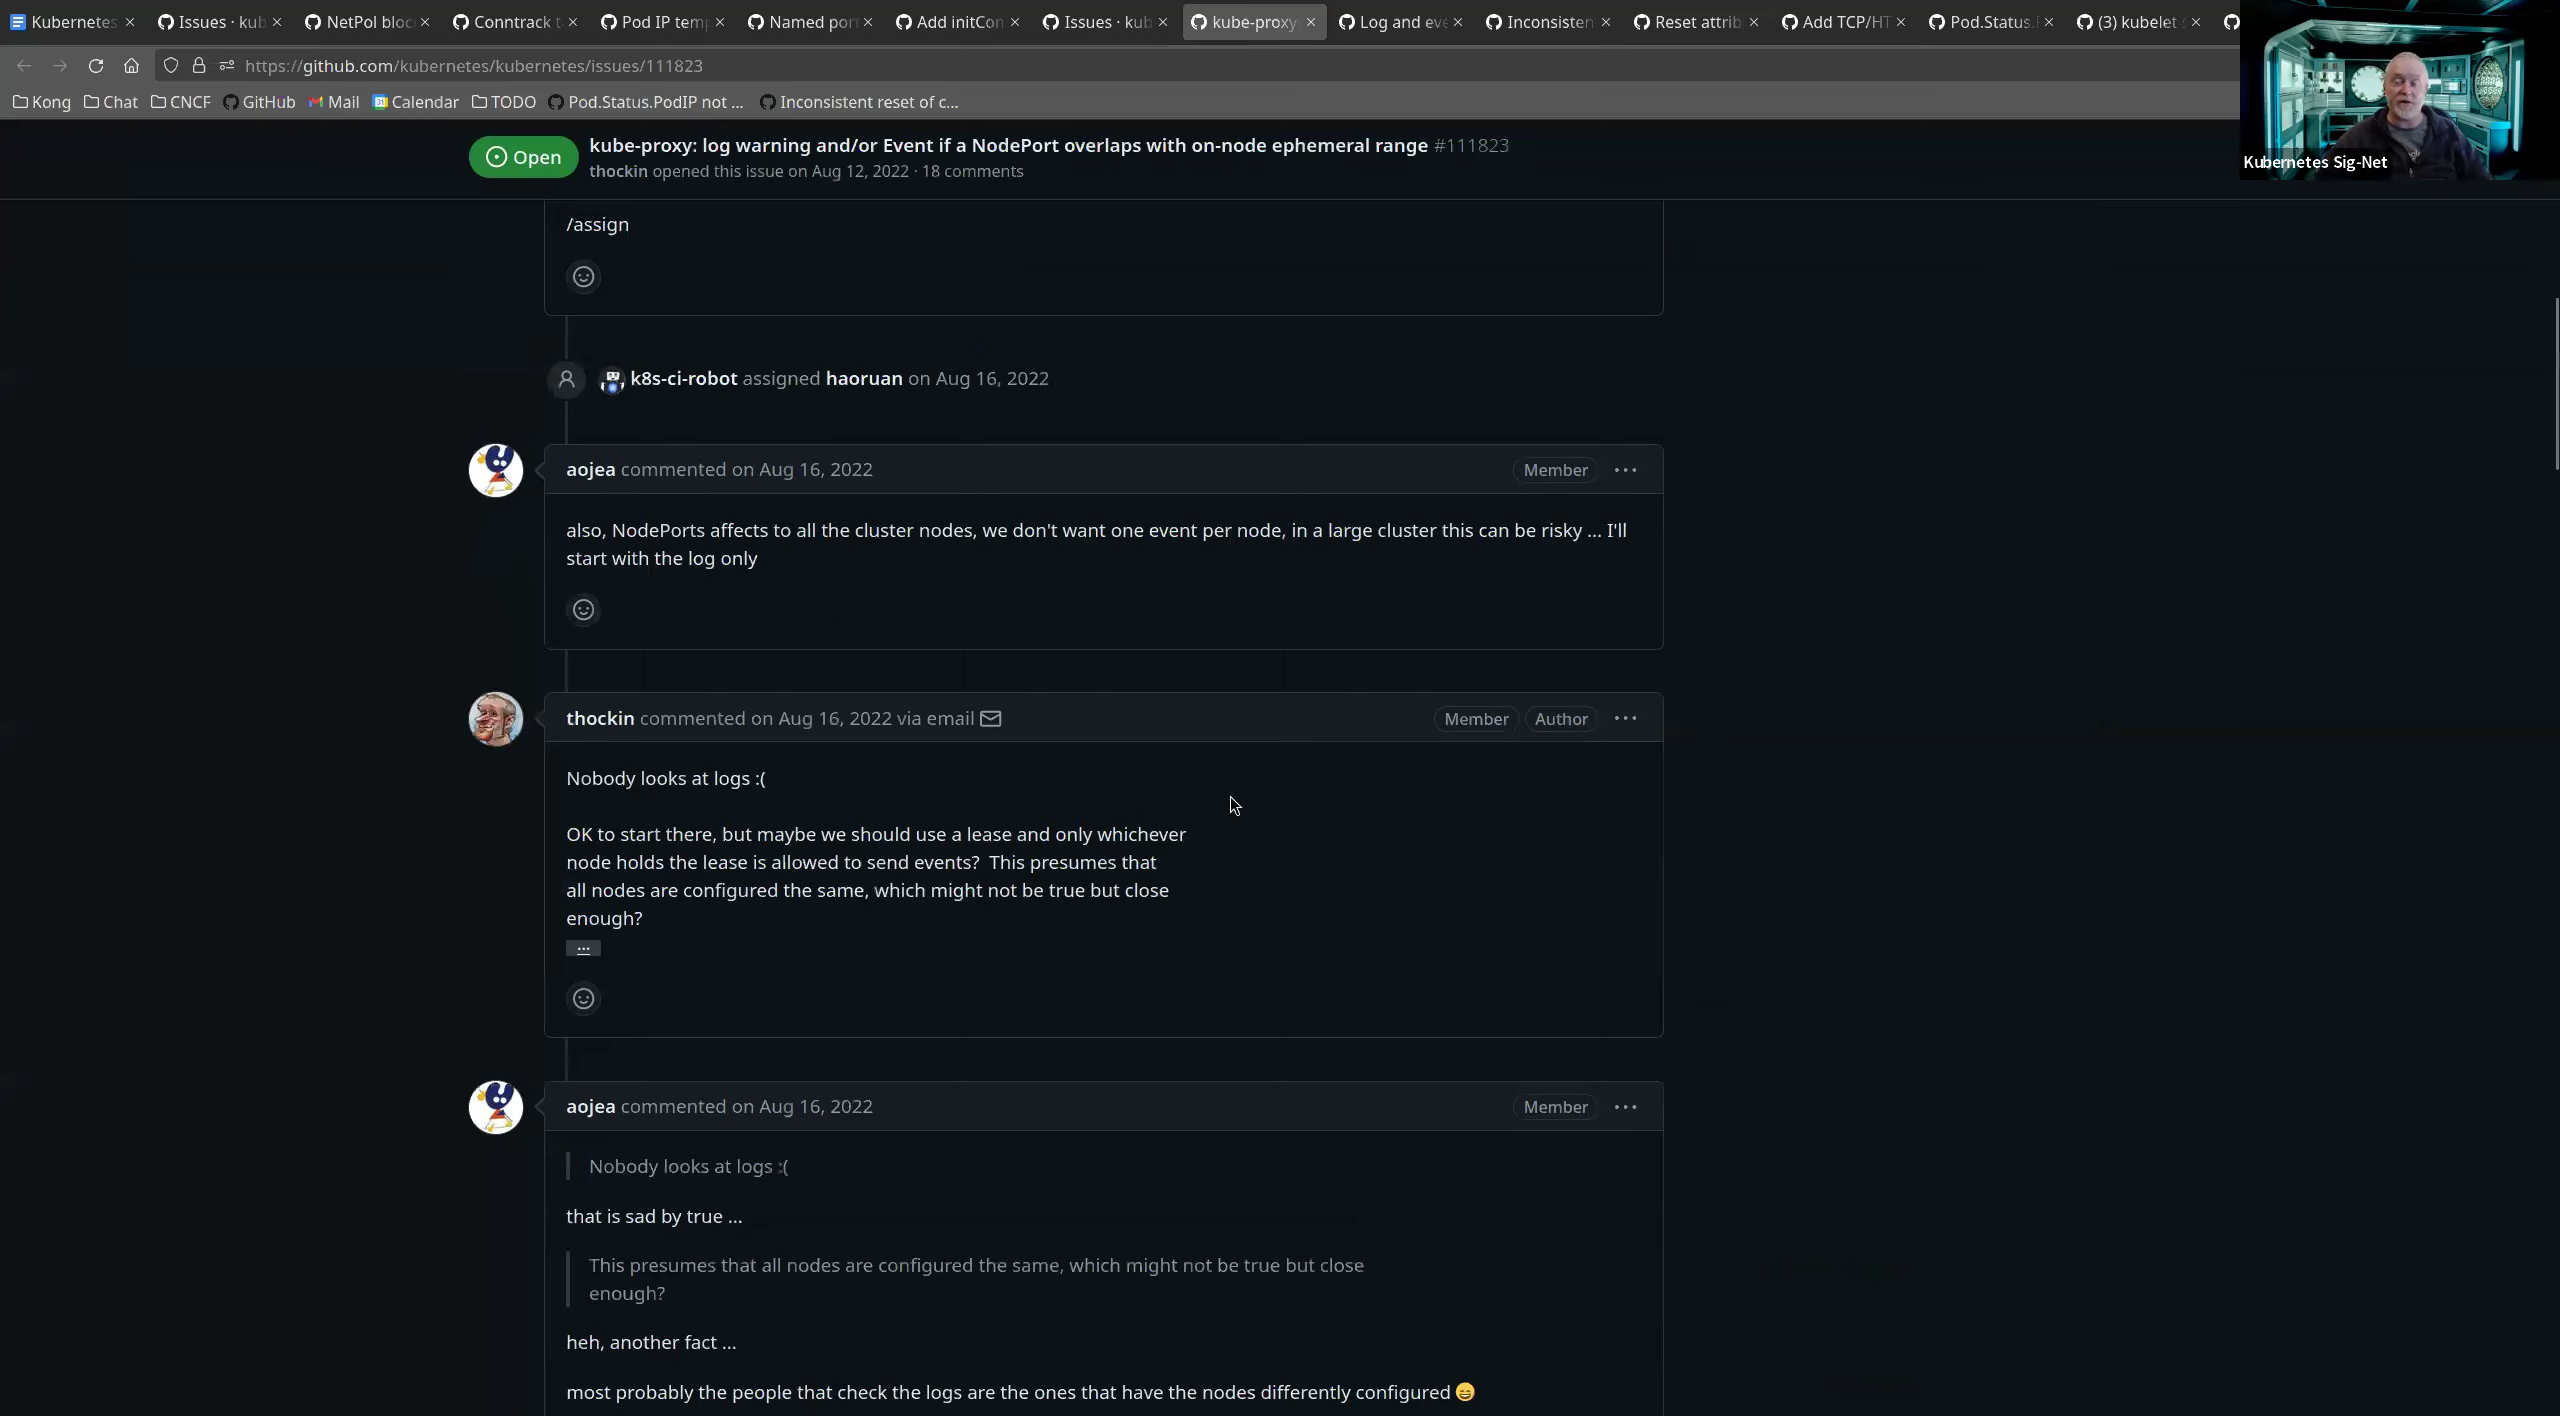 Kubernetes
Issues · kub
NetPol bloc
Conntrack t
Pod IP temp
Named por
Add initCon
Issues · kub
kube-proxy
Log and eve
Inconsisten
Reset attrib
Add TCP/HT
Pod.Status.
(3) kubelet
https://github.com/kubernetes/kubernetes/issues/111823
Kong Chat CNCF GitHub Mail Calendar TODO Pod.Status.PodIP not ... Inconsistent reset of c...
Kubernetes Sig-Net
Open
kube-proxy: log warning and/or Event if a NodePort overlaps with on-node ephemeral range #111823
thockin opened this issue on Aug 12, 2022 · 18 comments
/assign
k8s-ci-robot assigned haoruan on Aug 16, 2022
aojea commented on Aug 16, 2022 Member ...
also, NodePorts affects to all the cluster nodes, we don't want one event per node, in a large cluster this can be risky ... I'll
start with the log only
thockin commented on Aug 16, 2022 via email Member Author ...
Nobody looks at logs :(
OK to start there, but maybe we should use a lease and only whichever
node holds the lease is allowed to send events?  This presumes that
all nodes are configured the same, which might not be true but close
enough?
...
aojea commented on Aug 16, 2022 Member ...
Nobody looks at logs :(
that is sad by true ...
This presumes that all nodes are configured the same, which might not be true but close
enough?
heh, another fact ...
most probably the people that check the logs are the ones that have the nodes differently configured 😄